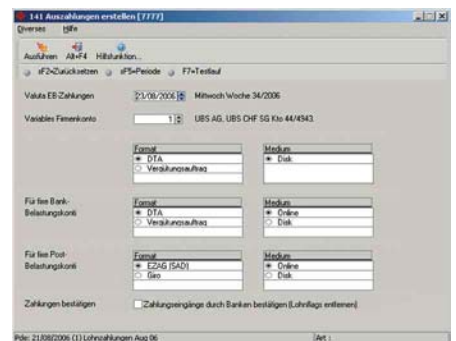 141 Auszahlungen erstellen [7777]
Diverses Hilfe
Ausführen Alt+F4 Hilfsfunktion...
sF2=Zurücksetzen sF5=Periode F7=Testlauf
Valuta EB-Zahlungen 23/08/2006 Mittwoch Woche 34/2006
Variables Firmenkonto 1 UBS AG, UBS CHF SG Kto 44/4943.
Format Medium
DTA Disk
Vergütungsauftrag
Für fixe Bank- Format Medium
Belastungskonti DTA Online
Vergütungsauftrag Disk
Für fixe Post- Format Medium
Belastungskonti EZAG (SAD) Online
Giro Disk
Zahlungen bestätigen Zahlungseingänge durch Banken bestätigen (Lohnflags entfernen)
Pde: 21/08/2006 (1) Lohnzahlungen Aug 06 Art :